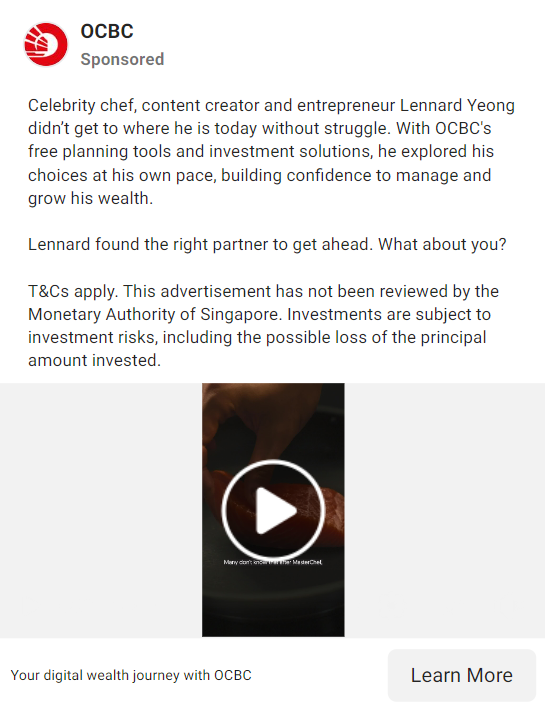 OCBC
Sponsored
Celebrity chef, content creator and entrepreneur Lennard Yeong
didn't get to where he is today without struggle. With OCBC's
free planning tools and investment solutions, he explored his
choices at his own pace, building confidence to manage and
grow his wealth.
Lennard found the right partner to get ahead. What about you?
T&Cs apply. This advertisement has not been reviewed by the
Monetary Authority of Singapore. Investments are subject to
investment risks, including the possible loss of the principal
amount invested.
Many don't know that after MasterChef,
Your digital wealth journey with OCBC
Learn More